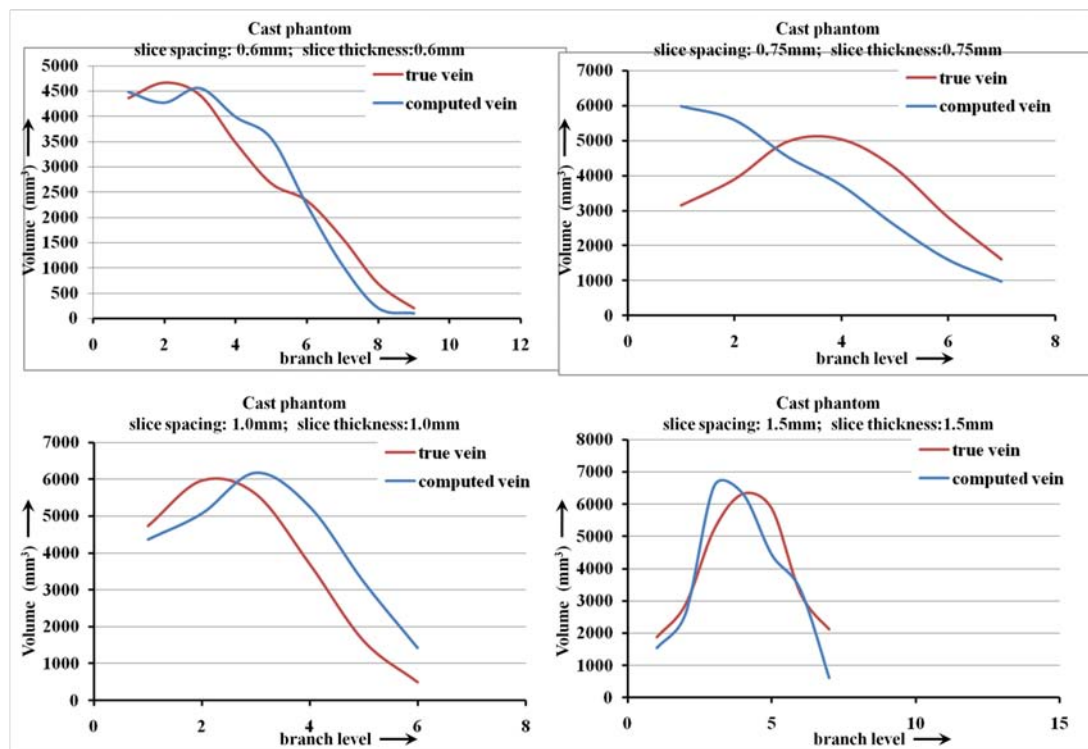 Cast phantom
slice spacing: 0.6mm; slice thickness:0.6mm
true vein
computed vein
Volume (mm³)
5000
4500
4000
3500
3000
2500
2000
1500
1000
500
0
0 2 4 6 8 10 12
branch level
Cast phantom
slice spacing: 0.75mm; slice thickness:0.75mm
true vein
computed vein
Volume (mm³)
7000
6000
5000
4000
3000
2000
1000
0
0 2 4 6 8
branch level
Cast phantom
slice spacing: 1.0mm; slice thickness:1.0mm
true vein
computed vein
Volume (mm³)
7000
6000
5000
4000
3000
2000
1000
0
0 2 4 6 8
branch level
Cast phantom
slice spacing: 1.5mm; slice thickness:1.5mm
true vein
computed vein
Volume (mm³)
8000
7000
6000
5000
4000
3000
2000
1000
0
0 5 10 15
branch level